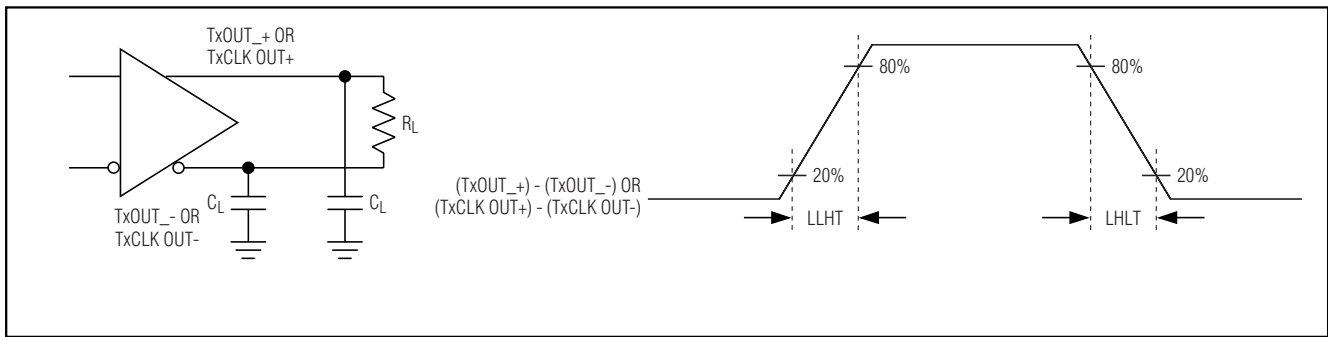 TxOUT_+ OR
TxCLK OUT+
RL
CL
CL
TxOUT_- OR
TxCLK OUT-
80%
80%
20%
20%
(TxOUT_+) - (TxOUT_-) OR
(TxCLK OUT+) - (TxCLK OUT-)
LLHT
LHLT